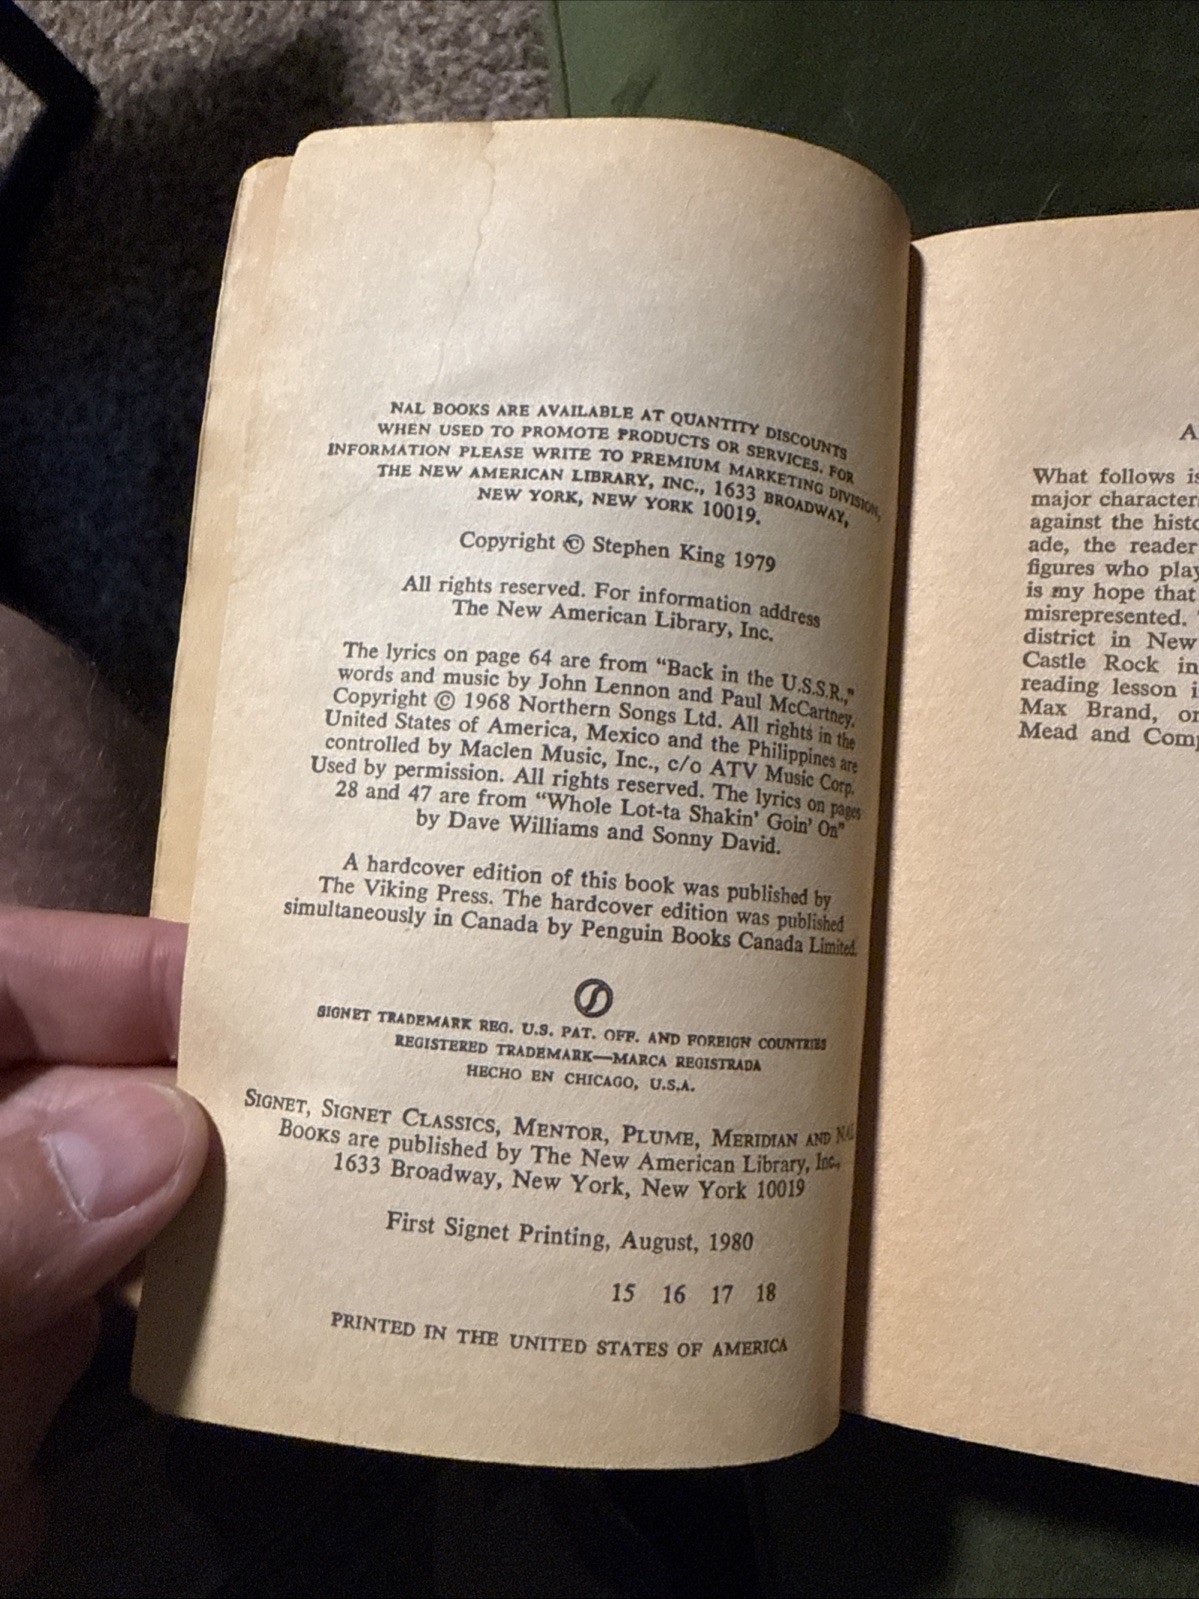 NAL BOOKS ARE AVAILABLE AT QUANTITY DISCOUNTS
WHEN USED TO PROMOTE PRODUCTS OR SERVICES. FOR
INFORMATION PLEASE WRITE TO PREMIUM MARKETING DIVISION,
THE NEW AMERICAN LIBRARY, INC., 1633 BROADWAY,
NEW YORK, NEW YORK 10019.
Copyright © Stephen King 1979
All rights reserved. For information address
The New American Library, Inc.
The lyrics on page 64 are from “Back in the U.S.S.R.,”
words and music by John Lennon and Paul McCartney.
Copyright © 1968 Northern Songs Ltd. All rights in the
United States of America, Mexico and the Philippines are
controlled by Maclen Music, Inc., c/o ATV Music Corp.
Used by permission. All rights reserved. The lyrics on pages
28 and 47 are from “Whole Lot-ta Shakin’ Goin’ On”
by Dave Williams and Sonny David.
A hardcover edition of this book was published by
The Viking Press. The hardcover edition was published
simultaneously in Canada by Penguin Books Canada Limited.
SIGNET TRADEMARK REG. U.S. PAT. OFF. AND FOREIGN COUNTRIES
REGISTERED TRADEMARK—MARCA REGISTRADA
HECHO EN CHICAGO, U.S.A.
SIGNET, SIGNET CLASSICS, MENTOR, PLUME, MERIDIAN AND NAL
BOOKS are published by The New American Library, Inc.,
1633 Broadway, New York, New York 10019
First Signet Printing, August, 1980
15 16 17 18
PRINTED IN THE UNITED STATES OF AMERICA
A
What follows is
major character
against the histo
ade, the reader
figures who play
is my hope that
misrepresented.
district in New
Castle Rock in
reading lesson i
Max Brand, or
Mead and Comp